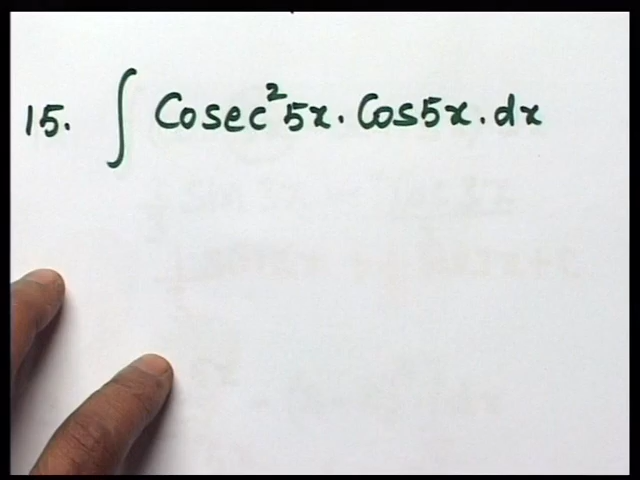 15. ∫ Cosec²5x. Cos5x. dx